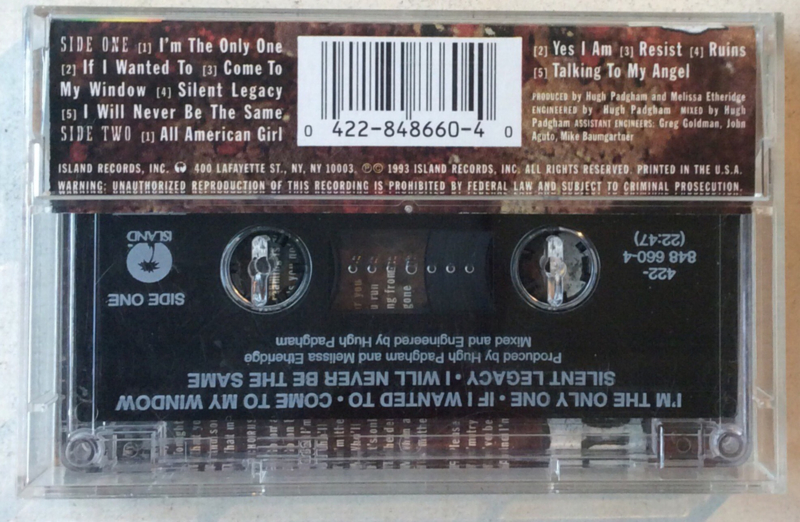 SIDE ONE [1] I'm The Only One
[2] If I Wanted To [3] Come To
My Window [4] Silent Legacy
[5] I Will Never Be The Same
SIDE TWO [1] All American Girl
0 422-848660-4 0
[2] Yes I Am [3] Resist [4] Ruins
[5] Talking To My Angel
PRODUCED by Hugh Padgham and Melissa Etheridge
ENGINEERED by Hugh Padgham MIXED by Hugh
Padgham ASSISTANT ENGINEERS: Greg Goldman, John
Aguto, Mike Baumgartner
ISLAND RECORDS, INC. 400 LAFAYETTE ST., NY, NY 10003. ℗© 1993 ISLAND RECORDS, INC. ALL RIGHTS RESERVED. PRINTED IN THE U.S.A.
WARNING: UNAUTHORIZED REPRODUCTION OF THIS RECORDING IS PROHIBITED BY FEDERAL LAW AND SUBJECT TO CRIMINAL PROSECUTION.
I'M THE ONLY ONE • IF I WANTED TO • COME TO MY WINDOW
SILENT LEGACY • I WILL NEVER BE THE SAME
Produced by Hugh Padgham and Melissa Etheridge
Mixed and Engineered by Hugh Padgham
SIDE ONE
ISLAND
422-
848 660-4
(22:47)